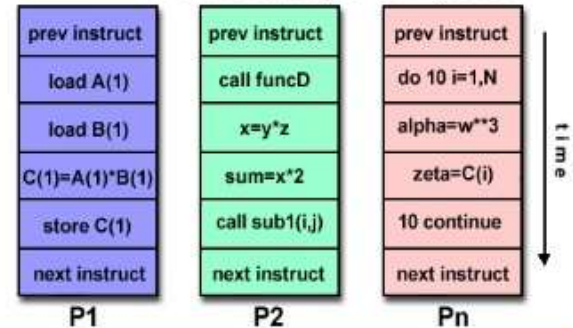 prev instruct
load A(1)
load B(1)
C(1)=A(1)*B(1)
store C(1)
next instruct
P1
prev instruct
call funcD
x=y*z
sum=x*2
call sub1(i,j)
next instruct
P2
prev instruct
do 10 i=1,N
alpha=w**3
zeta=C(i)
10 continue
next instruct
Pn
time